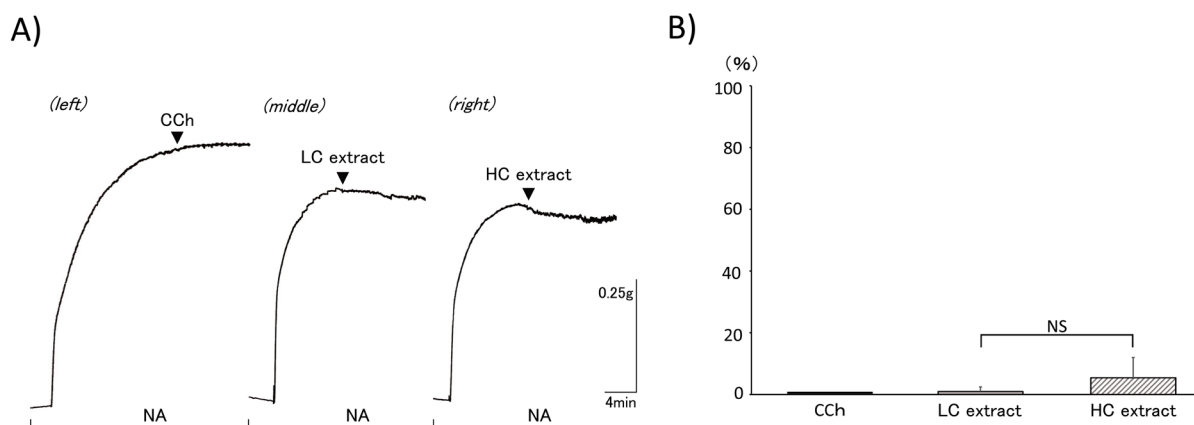 A)
(left)
CCh
(middle)
LC extract
(right)
HC extract
0.25g
4min
NA
NA
NA
B)
(%)
100
80
60
40
20
0
NS
CCh
LC extract
HC extract